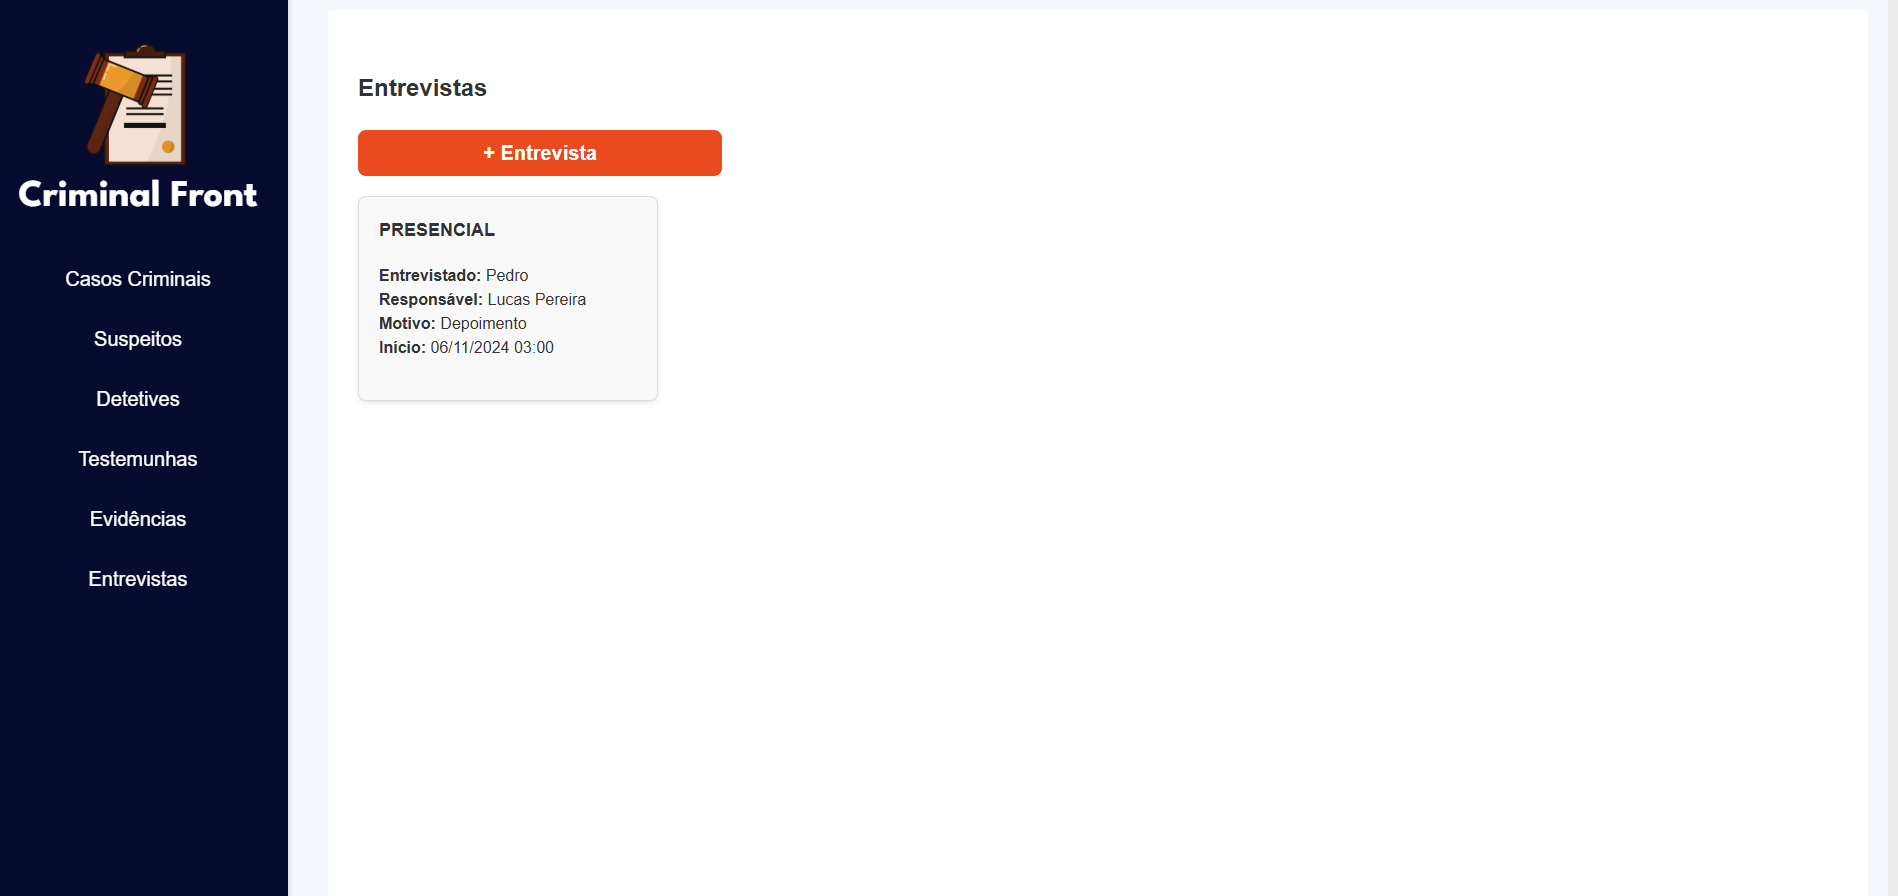 Criminal Front
Casos Criminais
Suspeitos
Detetives
Testemunhas
Evidências
Entrevistas
Entrevistas
+ Entrevista
PRESENCIAL
Entrevistado: Pedro
Responsável: Lucas Pereira
Motivo: Depoimento
Início: 06/11/2024 03:00